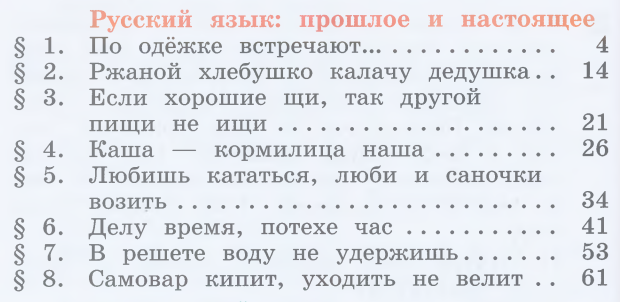 Русский язык: прошлое и настоящее
§ 1. По одёжке встречают... . . . . . . . . . . . . . 4
§ 2. Ржаной хлебушко калачу дедушка . . 14
§ 3. Если хорошие щи, так другой
пищи не ищи . . . . . . . . . . . . . . . . . . . . 21
§ 4. Каша — кормилица наша . . . . . . . . . 26
§ 5. Любишь кататься, люби и саночки
возить . . . . . . . . . . . . . . . . . . . . . . . . . . 34
§ 6. Делу время, потехе час . . . . . . . . . . . 41
§ 7. В решете воду не удержишь . . . . . . . 53
§ 8. Самовар кипит, уходить не велит . . 61